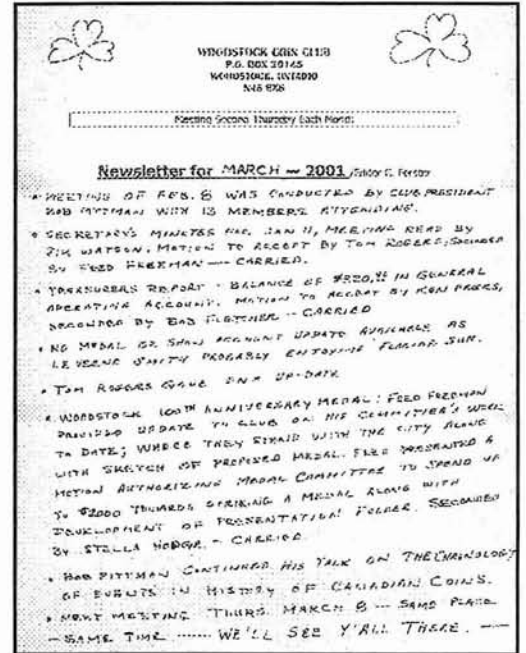 WOODSTOCK COIN CLUB
P.O. BOX 20145
WOODSTOCK, ONTARIO
N4S 8X8
Meeting Second Thursday Each Month
Newsletter for MARCH ~ 2001 /Editor
• MEETING OF FEB. 8 WAS CONDUCTED BY CLUB PRESIDENT
BOB PITTMAN WITH 13 MEMBERS ATTENDING.
• SECRETARY'S MINUTES JAN 11, MEETING READ BY
JIM WATSON. MOTION TO ACCEPT BY TOM ROGERS, SECONDED
BY FRED FREEMAN — CARRIED.
• TREASURERS REPORT - BALANCE OF IN GENERAL
OPERATING ACCOUNT. MOTION TO ACCEPT BY KEN
SECONDED BY BOB FLETCHER - CARRIED
• NO MEDAL OR SHOW ACCOUNT UPDATE AVAILABLE AS
LAVERNE SMITH PROBABLY ENJOYING SUN.
• TOM ROGERS GAVE ONA UP-DATE
• WOODSTOCK 100TH ANNIVERSARY MEDAL: FRED FREEMAN
PROVIDED UPDATE TO CLUB ON HIS COMMITTEE'S WORK
TO DATE; WHERE THEY STAND WITH THE CITY ALONG
WITH SKETCH OF PROPOSED MEDAL. FRED PRESENTED A
MOTION AUTHORIZING MEDAL COMMITTEE TO SPEND UP
TO $2000 TOWARDS STRIKING A MEDAL ALONG WITH
DEVELOPMENT OF PRESENTATION FOLDER. SECONDED
BY STELLA HODGE. - CARRIED
• BOB PITTMAN CONTINUED HIS TALK ON THE CHRONOLOGY
OF EVENTS IN HISTORY OF CANADIAN COINS.
• NEXT MEETING THURS MARCH 8 --- SAME PLACE
- SAME TIME ...... WE'LL SEE Y'ALL THERE. —